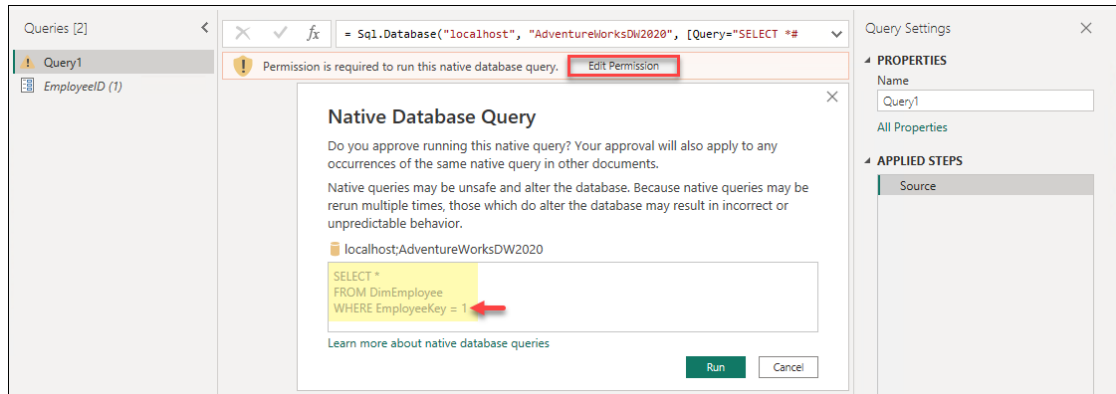 Queries [2]
Query1
EmployeeID (1)
fx
= Sql.Database("localhost", "AdventureWorksDW2020", [Query="SELECT *#
Permission is required to run this native database query.
Edit Permission
Native Database Query
Do you approve running this native query? Your approval will also apply to any
occurrences of the same native query in other documents.
Native queries may be unsafe and alter the database. Because native queries may be
rerun multiple times, those which do alter the database may result in incorrect or
unpredictable behavior.
localhost;AdventureWorksDW2020
SELECT *
FROM DimEmployee
WHERE EmployeeKey = 1
Learn more about native database queries
Run
Cancel
Query Settings
PROPERTIES
Name
Query1
All Properties
APPLIED STEPS
Source